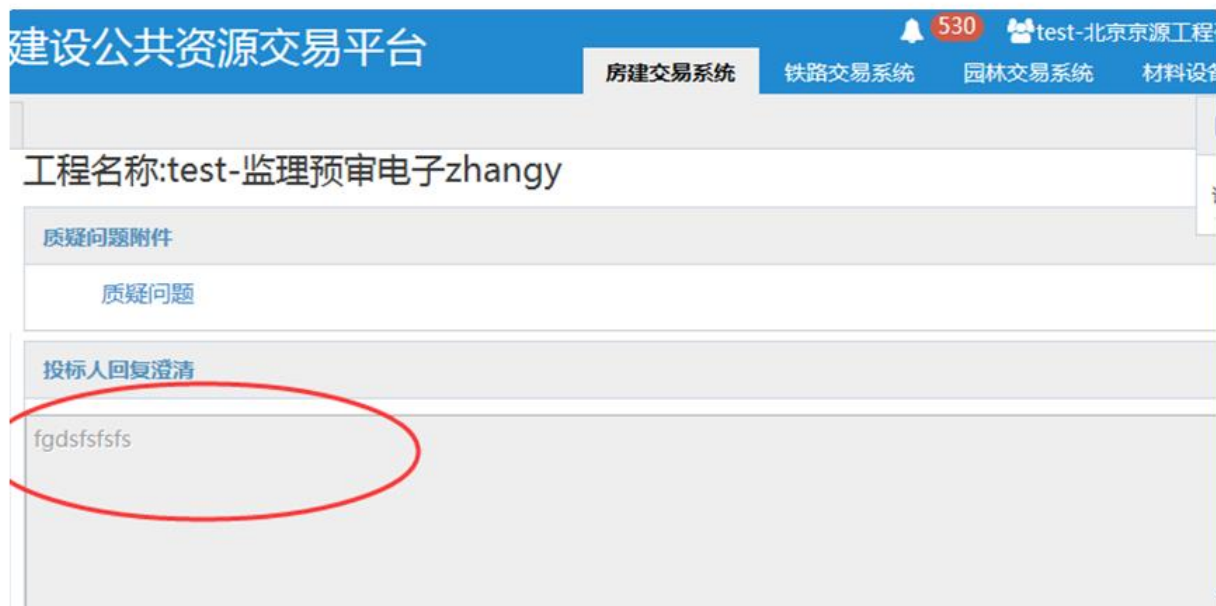 建设公共资源交易平台
530 test-北京京源工程
房建交易系统 铁路交易系统 园林交易系统 材料设备
工程名称:test-监理预审电子zhangy
质疑问题附件
质疑问题
投标人回复澄清
fgdsfsfsfs